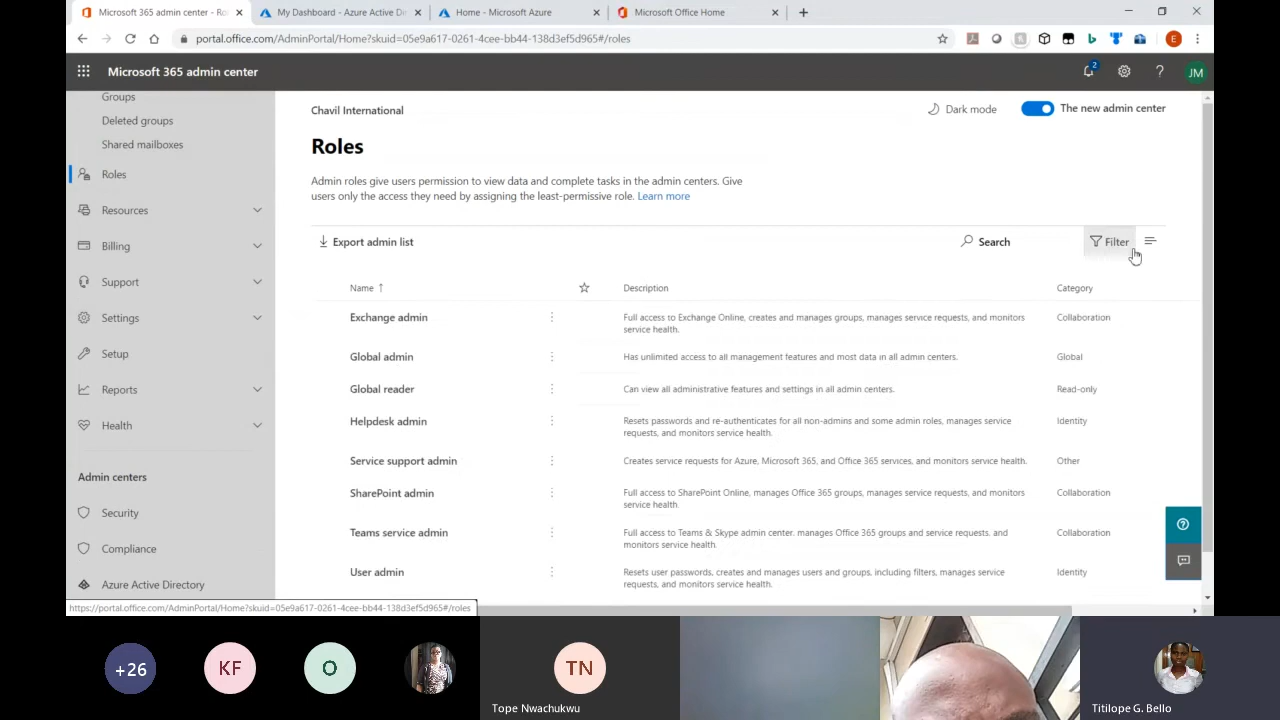 Microsoft 365 admin center - Ro
My Dashboard - Azure Active Di
Home - Microsoft Azure
Microsoft Office Home
portal.office.com/AdminPortal/Home?skuid=05e9a617-0261-4cee-bb44-138d3ef5d965#/roles
E
Microsoft 365 admin center
2
JM
Groups
Deleted groups
Shared mailboxes
Roles
Resources
Billing
Support
Settings
Setup
Reports
Health
Admin centers
Security
Compliance
Azure Active Directory
Chavil International
Dark mode
The new admin center
Roles
Admin roles give users permission to view data and complete tasks in the admin centers. Give
users only the access they need by assigning the least-permissive role. Learn more
Export admin list
Search
Filter
Name ↑ Description Category
Exchange admin
Full access to Exchange Online, creates and manages groups, manages service requests, and monitors
service health.
Collaboration
Global admin
Has unlimited access to all management features and most data in all admin centers.
Global
Global reader
Can view all administrative features and settings in all admin centers.
Read-only
Helpdesk admin
Resets passwords and re-authenticates for all non-admins and some admin roles, manages service
requests, and monitors service health.
Identity
Service support admin
Creates service requests for Azure, Microsoft 365, and Office 365 services, and monitors service health.
Other
SharePoint admin
Full access to SharePoint Online, manages Office 365 groups, manages service requests, and monitors
service health.
Collaboration
Teams service admin
Full access to Teams & Skype admin center. manages Office 365 groups and service requests. and
monitors service health.
Collaboration
User admin
Resets user passwords, creates and manages users and groups, including filters, manages service
requests, and monitors service health.
Identity
https://portal.office.com/AdminPortal/Home?skuid=05e9a617-0261-4cee-bb44-138d3ef5d965#/roles
+26
KF
O
TN
Tope Nwachukwu
Titilope G. Bello